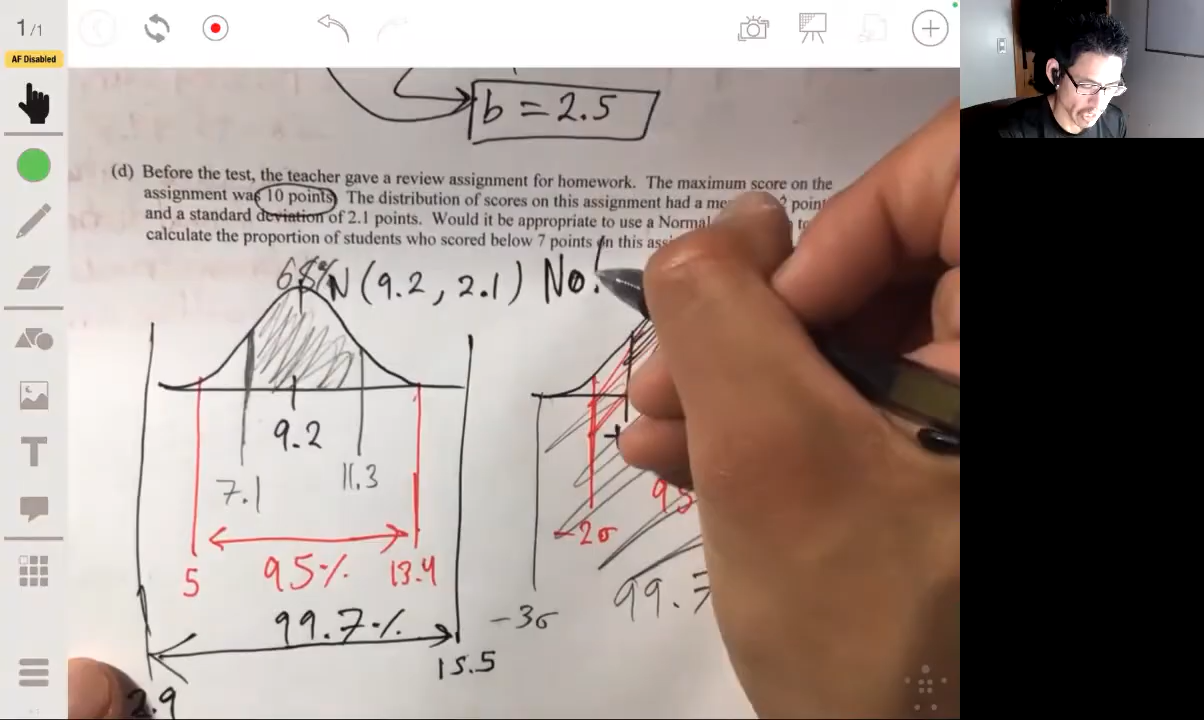 1/1
AF Disabled
b = 2.5
(d) Before the test, the teacher gave a review assignment for homework. The maximum score on the
assignment was 10 points. The distribution of scores on this assignment had a point
and a standard deviation of 2.1 points. Would it be appropriate to use a Normal to
calculate the proportion of students who scored below 7 points on this
68% N (9.2, 2.1) No!
9.2
7.1
11.3
5
95%
13.4
99.7%
2.9
15.5
-2σ
-3σ
99.7
T